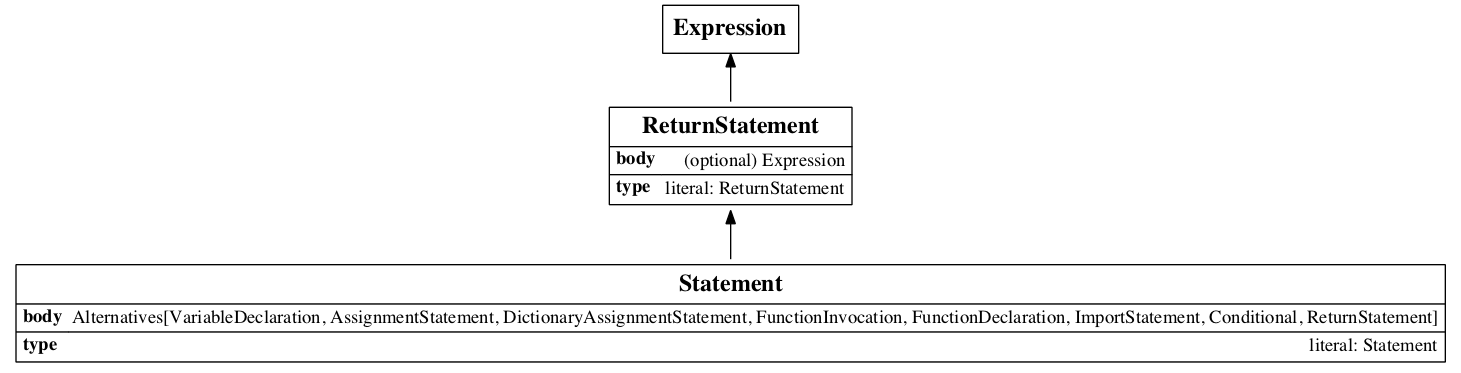 Expression
ReturnStatement
body (optional) Expression
type literal: ReturnStatement
Statement
body Alternatives[VariableDeclaration, AssignmentStatement, DictionaryAssignmentStatement, FunctionInvocation, FunctionDeclaration, ImportStatement, Conditional, ReturnStatement]
type literal: Statement